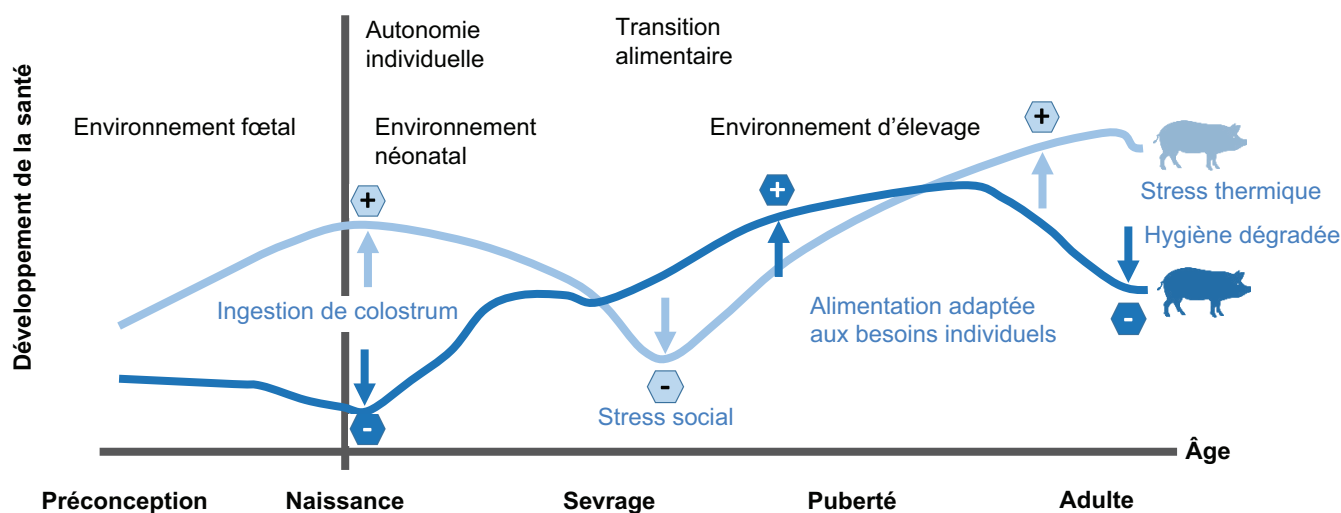 Autonomie
individuelle
Transition
alimentaire
Développement de la santé
Environnement fœtal
Environnement
néonatal
Environnement d'élevage
+
+
+
Stress thermique
Hygiène dégradée
Ingestion de colostrum
Alimentation adaptée
aux besoins individuels
-
-
-
Stress social
Âge
Préconception
Naissance
Sevrage
Puberté
Adulte